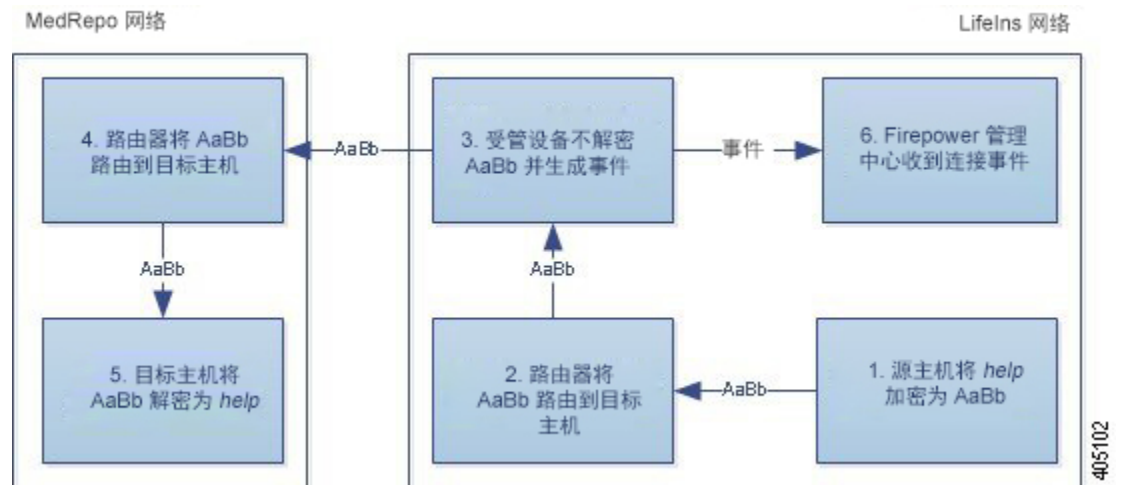 MedRepo 网络
LifeIns 网络
4. 路由器将 AaBb
路由到目标主机
AaBb
3. 受管设备不解密
AaBb 并生成事件
事件
6. Firepower 管理
中心收到连接事件
AaBb
AaBb
5. 目标主机将
AaBb 解密为 help
2. 路由器将
AaBb 路由到目标
主机
AaBb
1. 源主机将 help
加密为 AaBb
405102